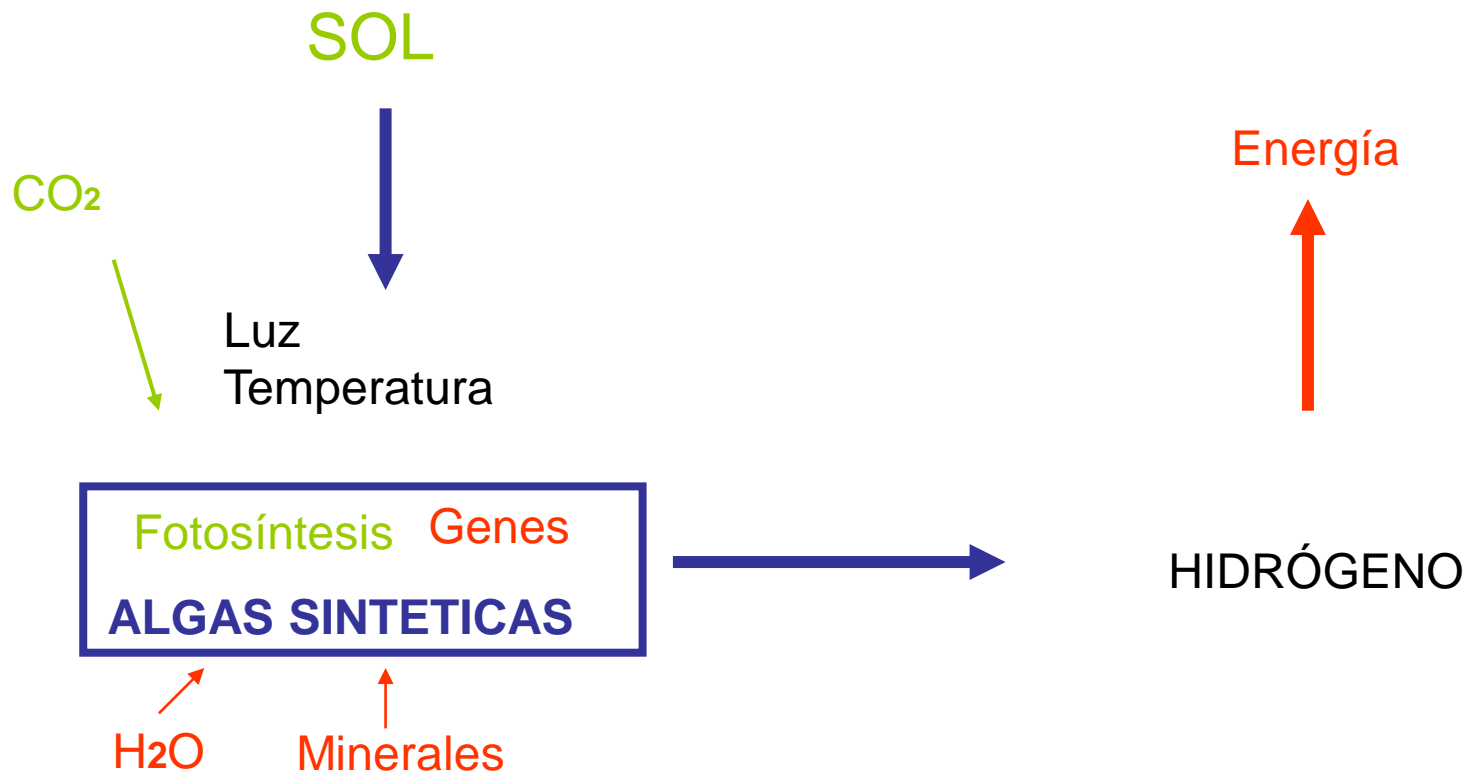 SOL
Energía
CO2
Luz
Temperatura
Fotosíntesis Genes
ALGAS SINTETICAS
HIDRÓGENO
H2O Minerales